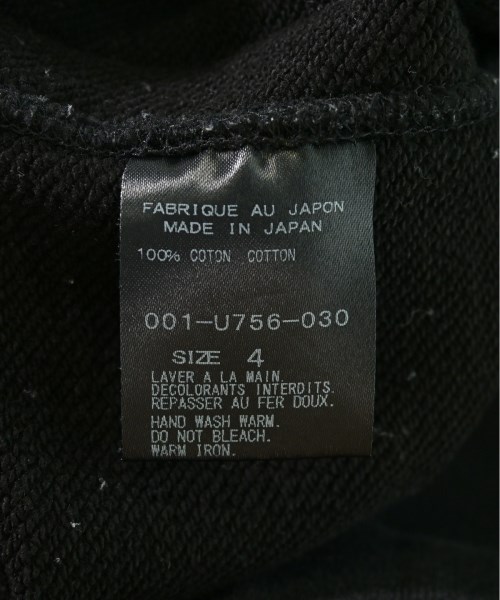 FABRIQUE AU JAPON
MADE IN JAPAN
100% COTON COTTON
001-U756-030
SIZE 4
LAVER A LA MAIN.
DECOLORANTS INTERDITS.
REPASSER AU FER DOUX.
HAND WASH WARM.
DO NOT BLEACH.
WARM IRON.